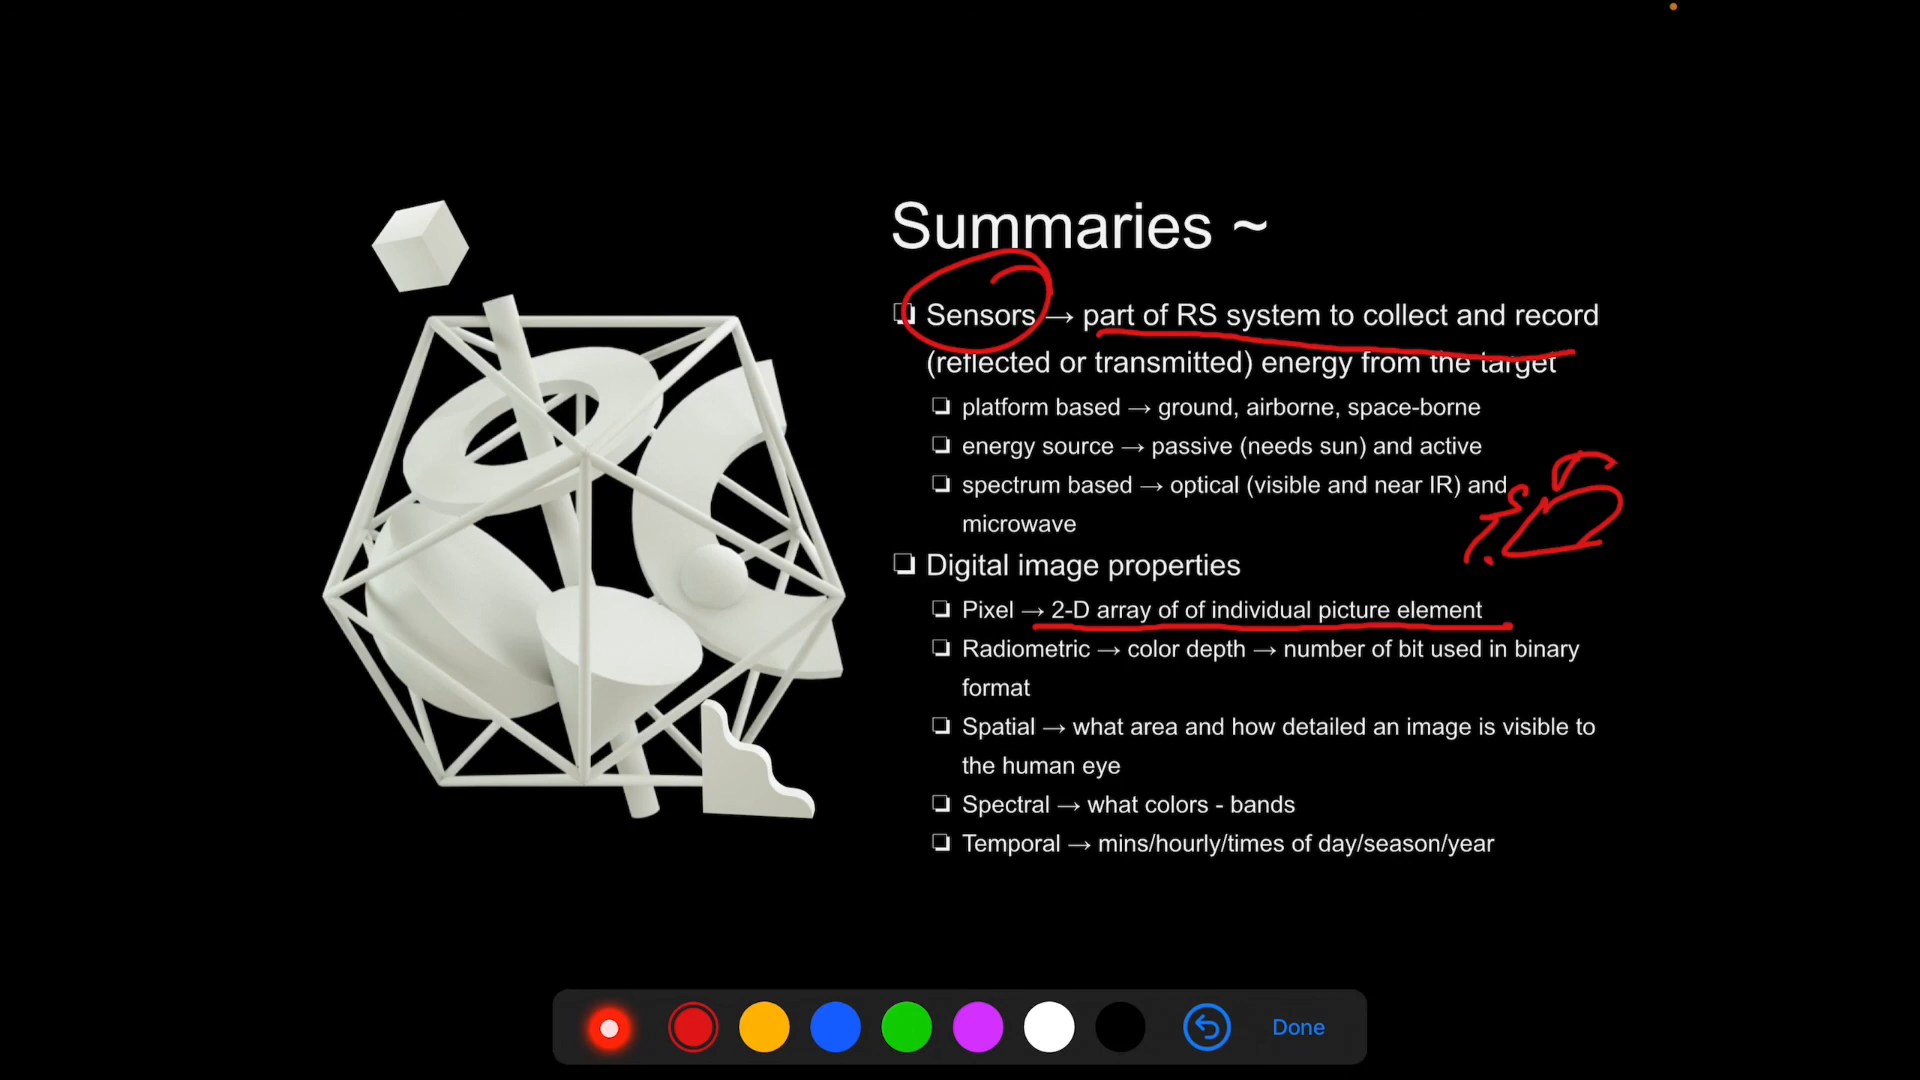 Summaries ~
❏ Sensors → part of RS system to collect and record
(reflected or transmitted) energy from the target
❏ platform based → ground, airborne, space-borne
❏ energy source → passive (needs sun) and active
❏ spectrum based → optical (visible and near IR) and
microwave
❏ Digital image properties
❏ Pixel → 2-D array of of individual picture element
❏ Radiometric → color depth → number of bit used in binary
format
❏ Spatial → what area and how detailed an image is visible to
the human eye
❏ Spectral → what colors - bands
❏ Temporal → mins/hourly/times of day/season/year
Done